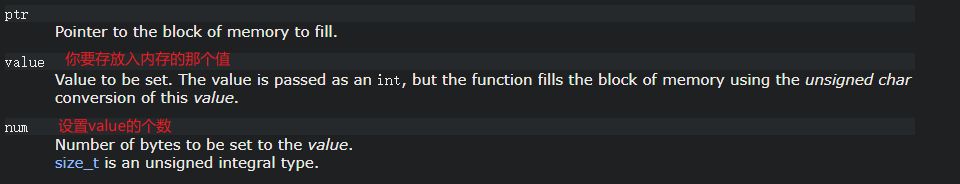 ptr
Pointer to the block of memory to fill.
value 你要存放入内存的那个值
Value to be set. The value is passed as an int, but the function fills the block of memory using the unsigned char
conversion of this value.
num 设置value的个数
Number of bytes to be set to the value.
size_t is an unsigned integral type.